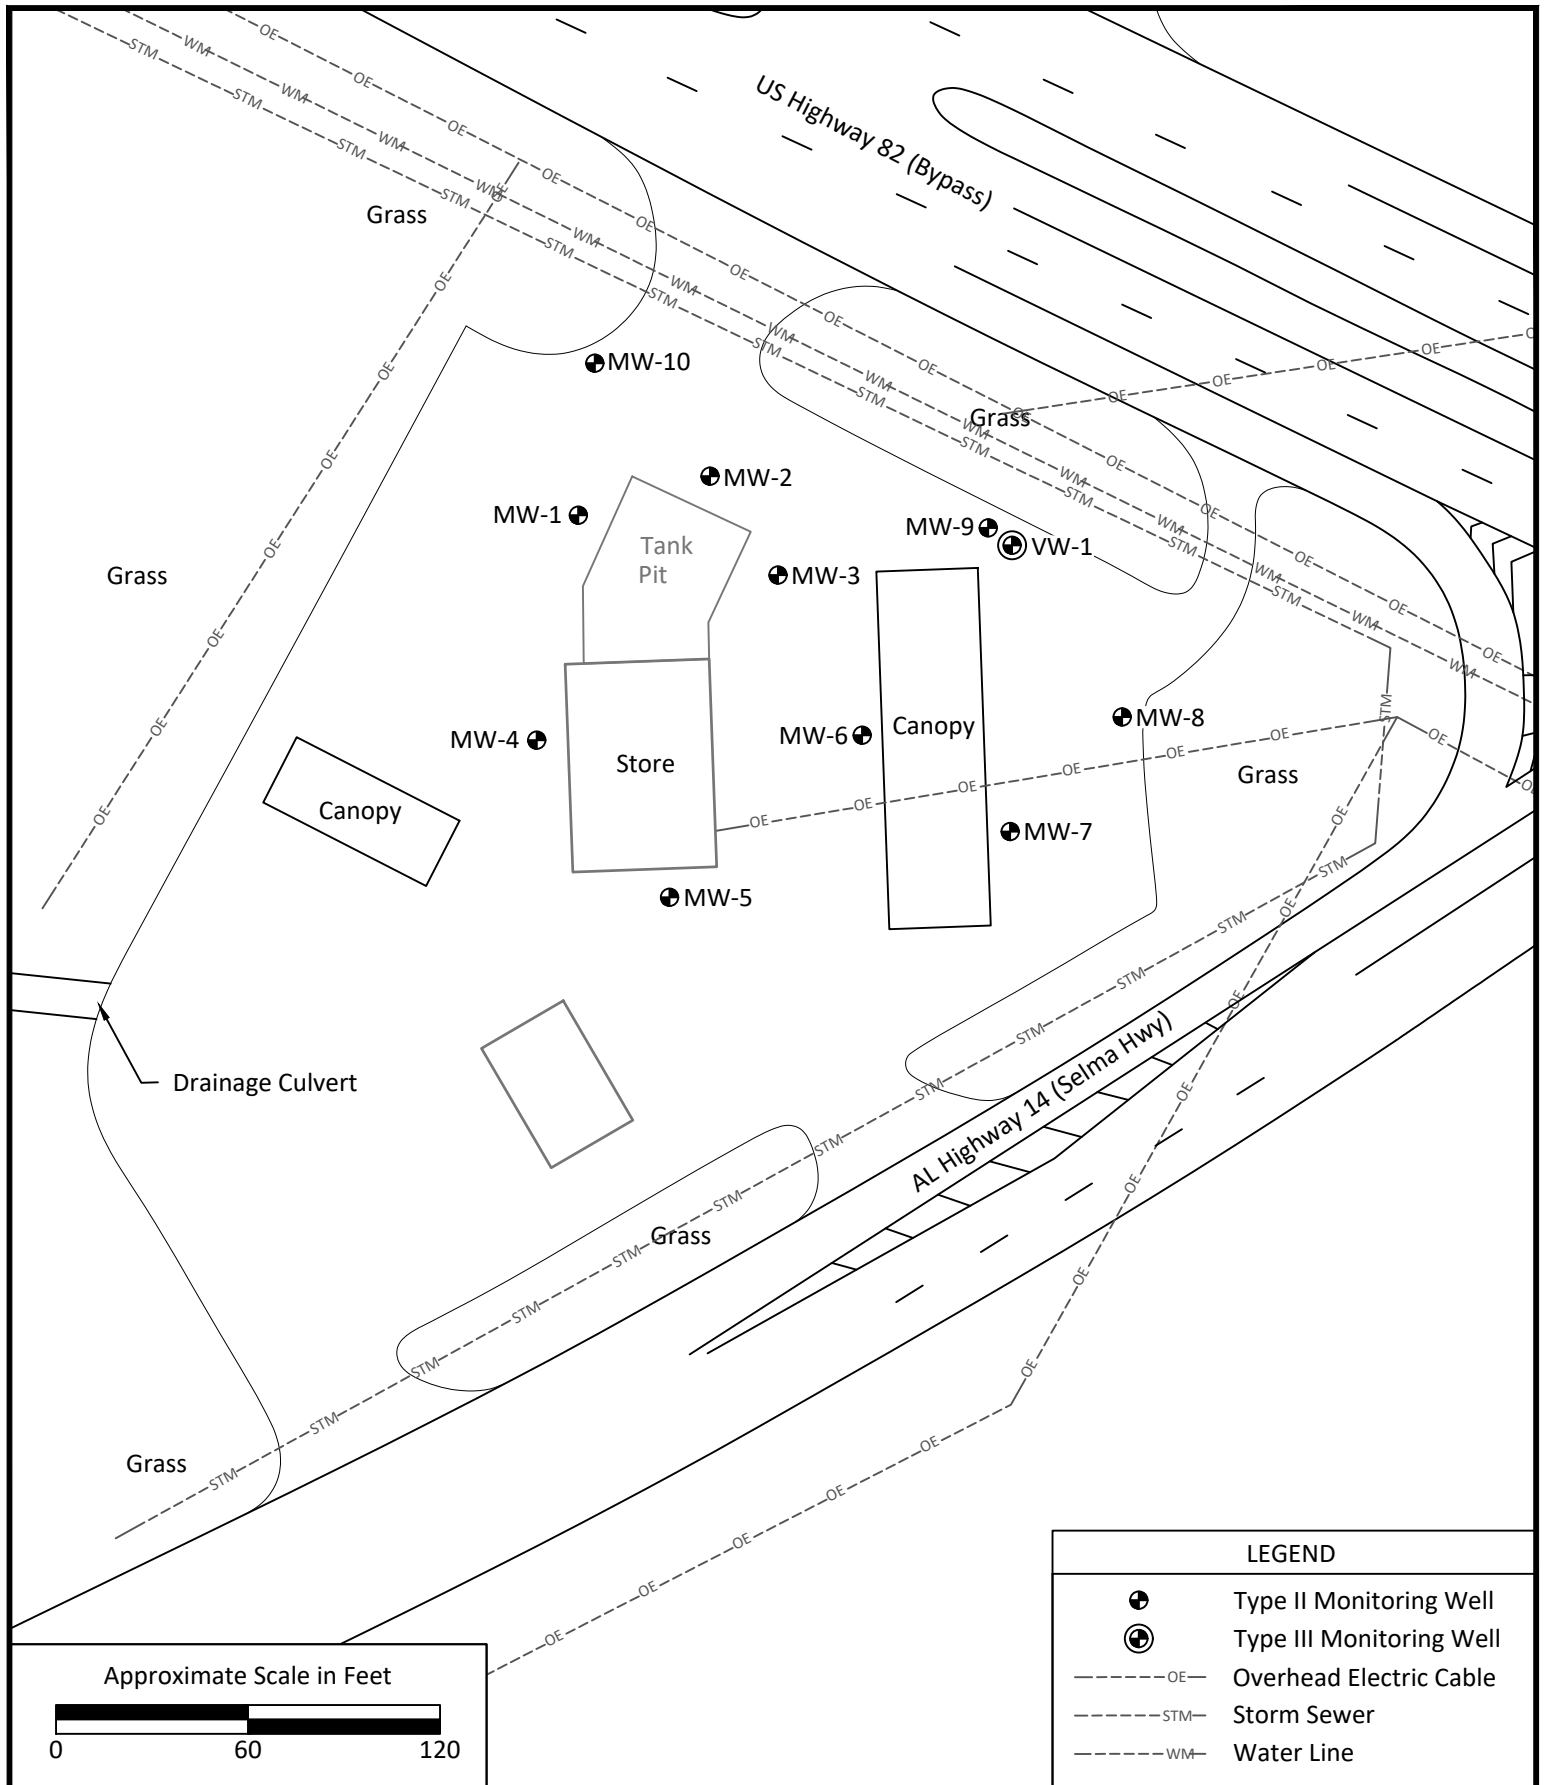 US Highway 82 (Bypass)
Grass
MW-10
Grass
MW-2
MW-1
MW-9
VW-1
Tank
Pit
MW-3
Grass
MW-8
MW-4
MW-6
Canopy
Store
Grass
Canopy
MW-7
MW-5
Drainage Culvert
AL Highway 14 (Selma Hwy)
Grass
Grass
OE
STM
WM
LEGEND
Type II Monitoring Well
Type III Monitoring Well
OE Overhead Electric Cable
STM Storm Sewer
WM Water Line
Approximate Scale in Feet
0 60 120